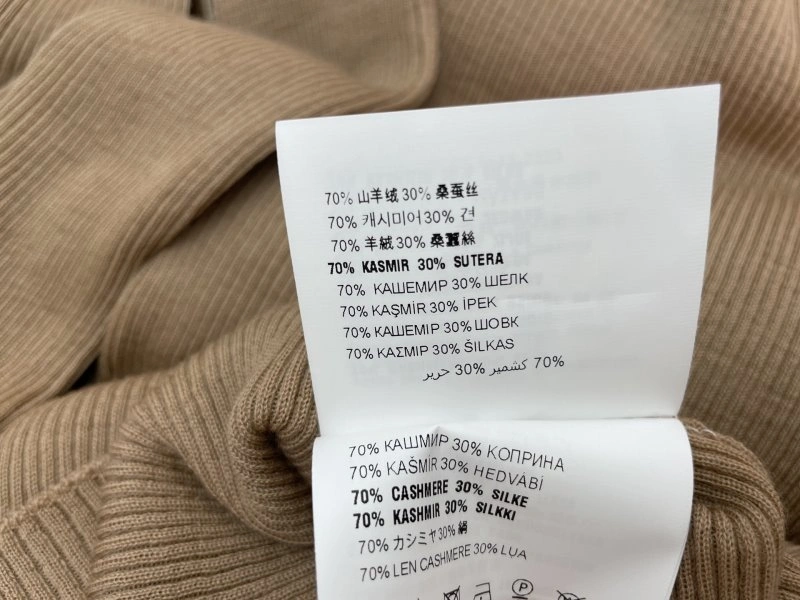 70% 山羊绒 30% 桑蚕丝
70% 캐시미어 30% 견
70% 羊絨 30% 桑蠶絲
70% KASMIR 30% SUTERA
70% КАШЕМИР 30% ШЕЛК
70% KAŞMİR 30% İPEK
70% КАШЕМІР 30% ШОВК
70% ΚΑΣΜΙΡ 30% ŠILKAS
70% كشمير 30% حرير
70% КАШМИР 30% КОПРИНА
70% KAŠMÍR 30% HEDVÁBÍ
70% CASHMERE 30% SILKE
70% KASHMIR 30% SILKKI
70% カシミヤ 30% 絹
70% LEN CASHMERE 30% LỤA
P